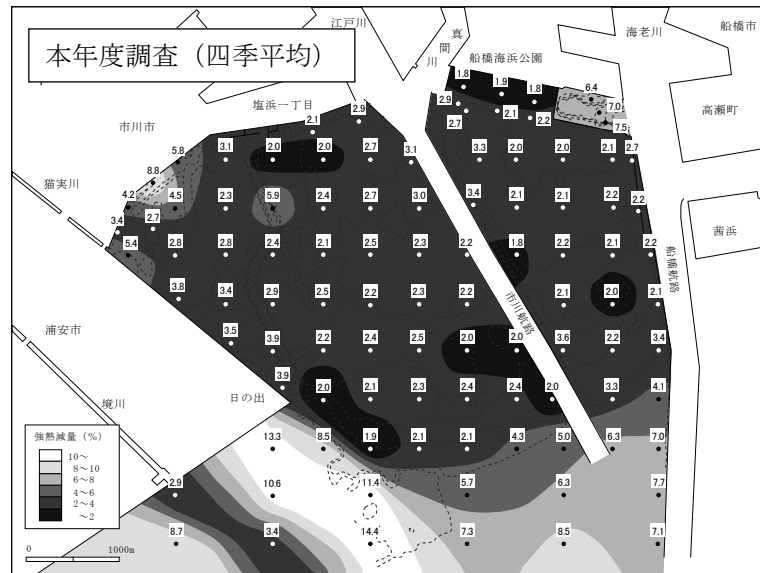 江戸川
真間川
海老川
船橋市
本年度調査（四季平均）
船橋海浜公園
塩浜一丁目
高瀬町
市川市
猫実川
茜浜
船橋航路
市川航路
浦安市
境川
日の出
1.8 1.9 1.8 6.4
2.9 2.1 2.2 7.0
2.9 2.1 2.7 7.5
5.8 3.1 2.0 2.0 2.7 3.1 3.3 2.0 2.0 2.1 2.7
8.8
4.2 4.5 2.3 5.9 2.4 2.7 3.0 3.4 2.1 2.1 2.2 2.2
3.4 2.7
5.4 2.8 2.8 2.4 2.1 2.5 2.3 2.2 1.8 2.2 2.1 2.2
3.8 3.4 2.9 2.5 2.2 2.3 2.2 2.1 2.0 2.1
3.5 3.9 2.2 2.4 2.5 2.0 2.0 3.6 2.2 3.4
3.9 2.0 2.1 2.3 2.4 2.4 2.0 3.3 4.1
13.3 8.5 1.9 2.1 2.1 4.3 5.0 6.3 7.0
2.9 10.6 11.4 5.7 6.3 7.7
8.7 3.4 14.4 7.3 8.5 7.1
強熱減量（%）
10～
8～10
6～8
4～6
2～4
～2
0 1000m